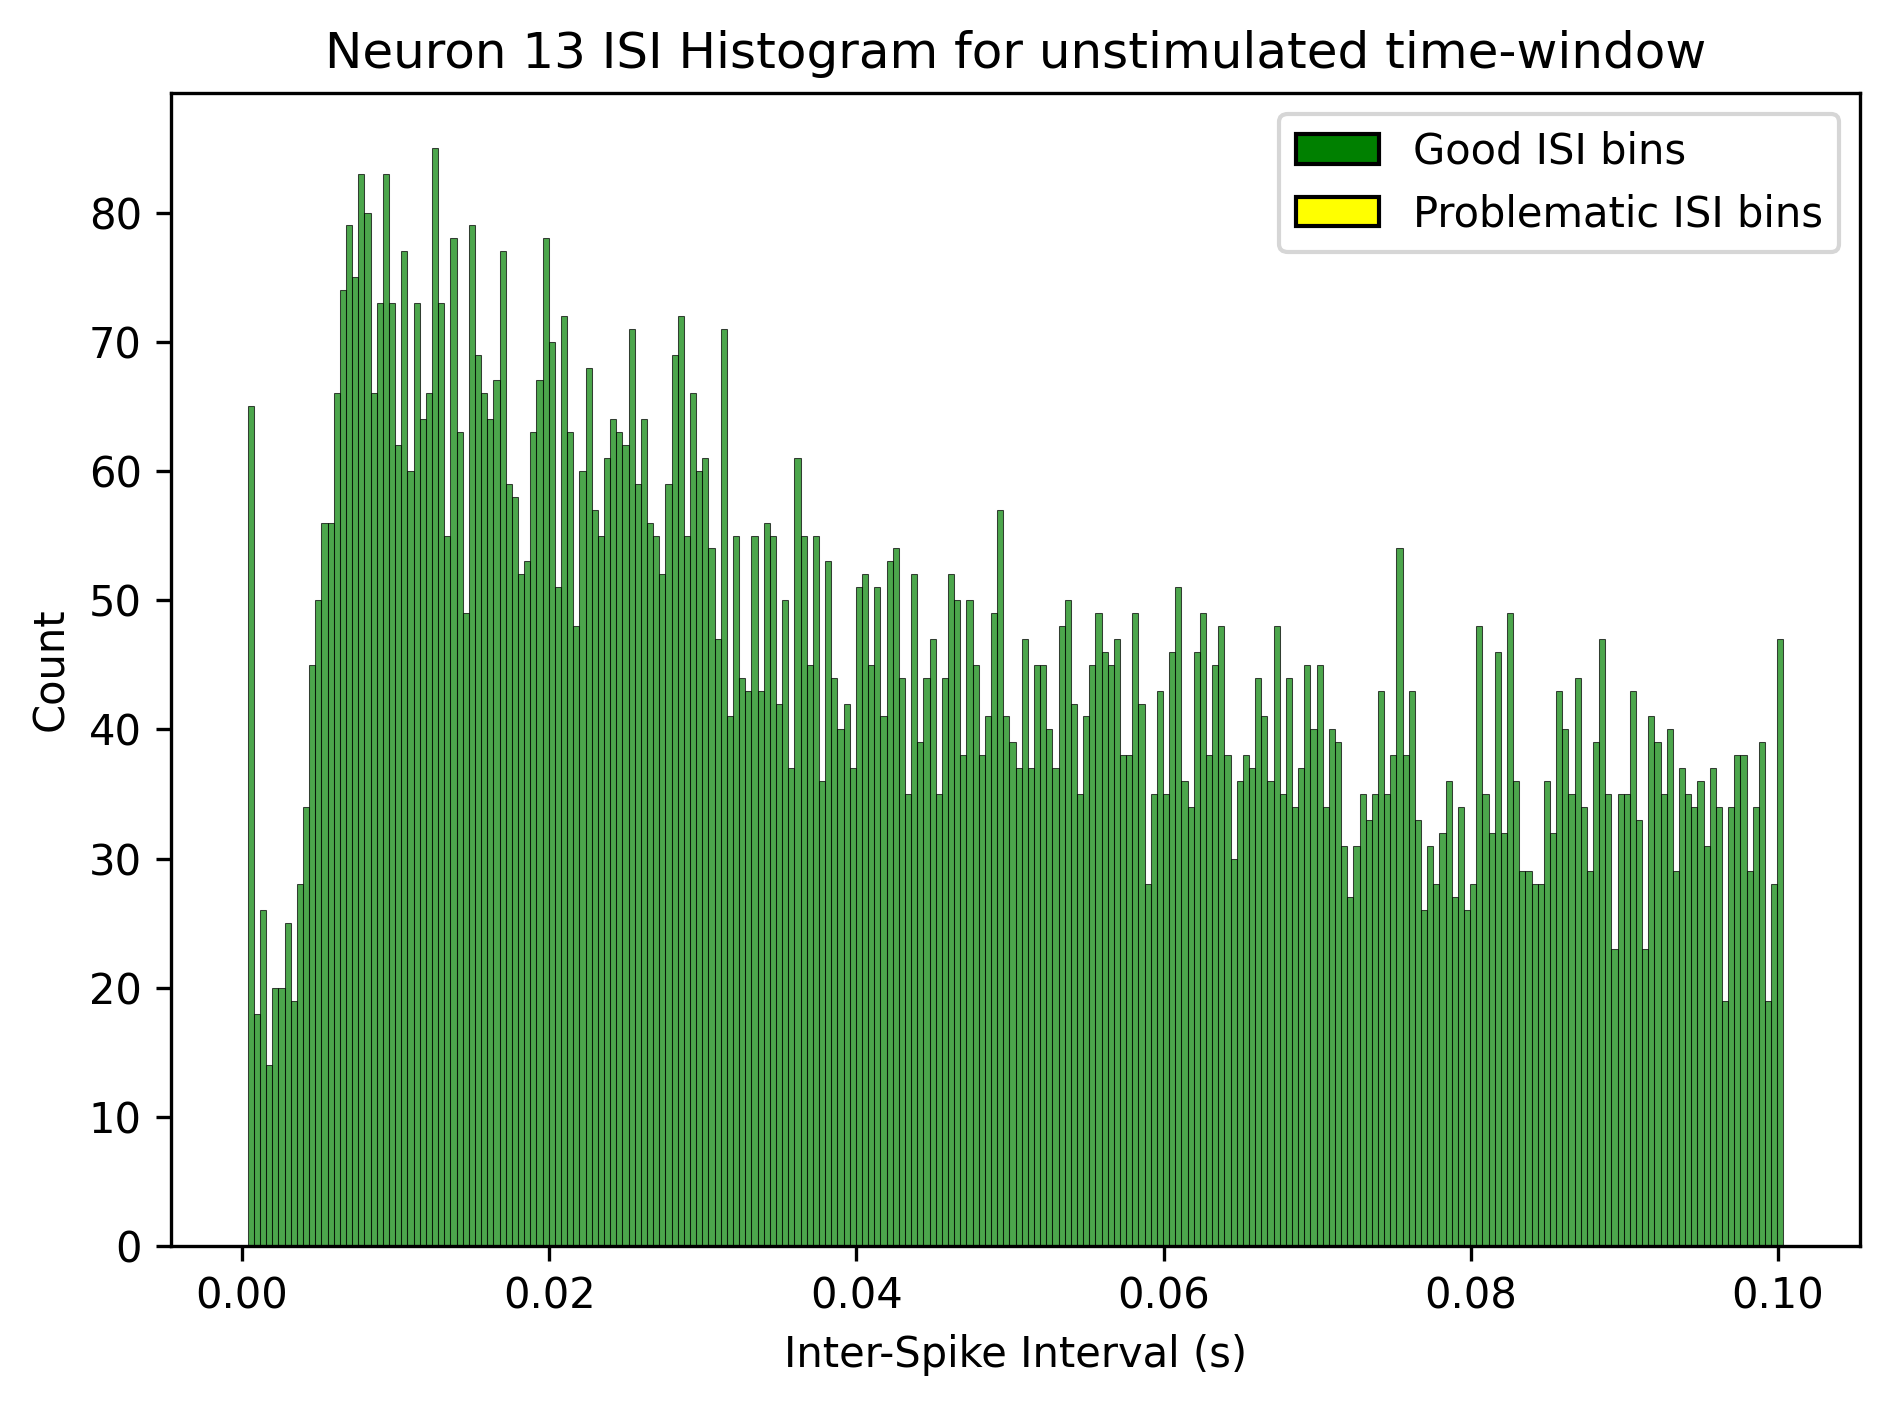 Neuron 13 ISI Histogram for unstimulated time-window
Good ISI bins
Problematic ISI bins
Count
80
70
60
50
40
30
20
10
0
0.00 0.02 0.04 0.06 0.08 0.10
Inter-Spike Interval (s)